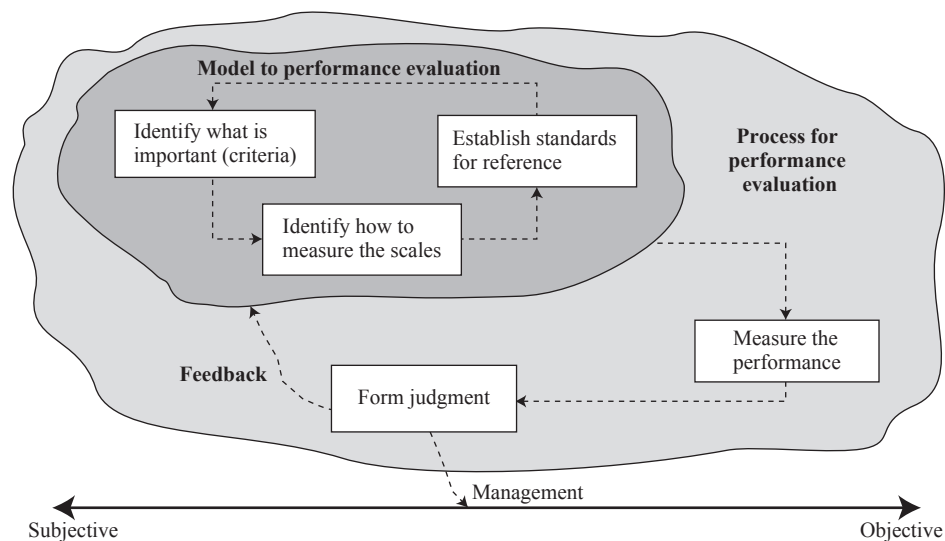 Model to performance evaluation
Identify what is
important (criteria)
Establish standards
for reference
Process for
performance
evaluation
Identify how to
measure the scales
Measure the
performance
Feedback
Form judgment
Management
Subjective
Objective